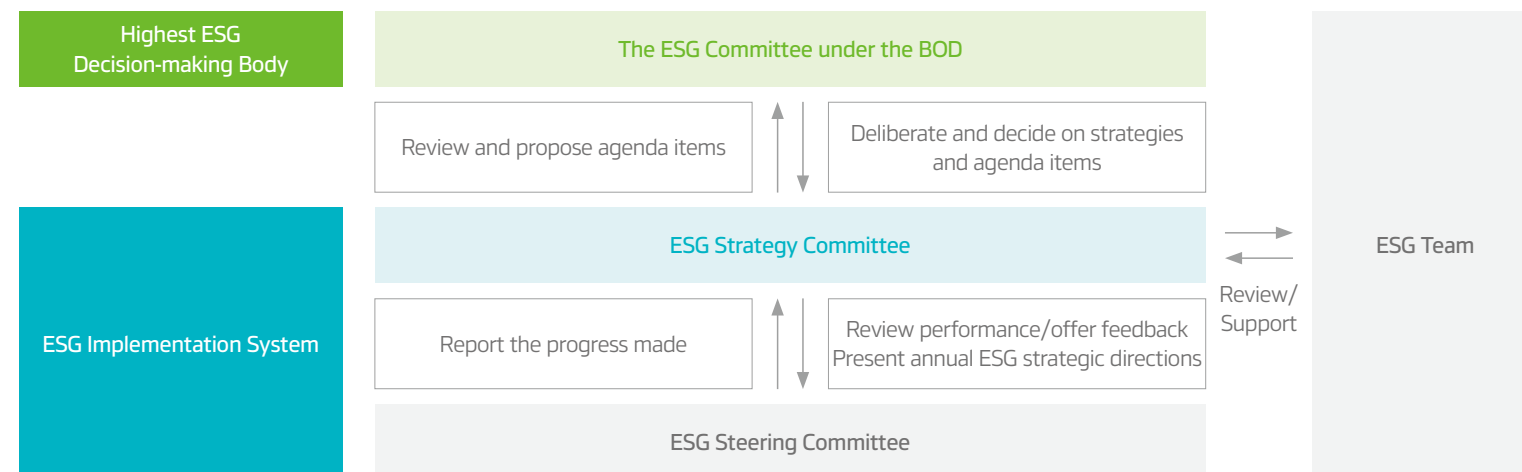 Highest ESG
Decision-making Body
The ESG Committee under the BOD
Review and propose agenda items
Deliberate and decide on strategies
and agenda items
ESG Implementation System
ESG Strategy Committee
Review/
Support
ESG Team
Report the progress made
Review performance/offer feedback
Present annual ESG strategic directions
ESG Steering Committee